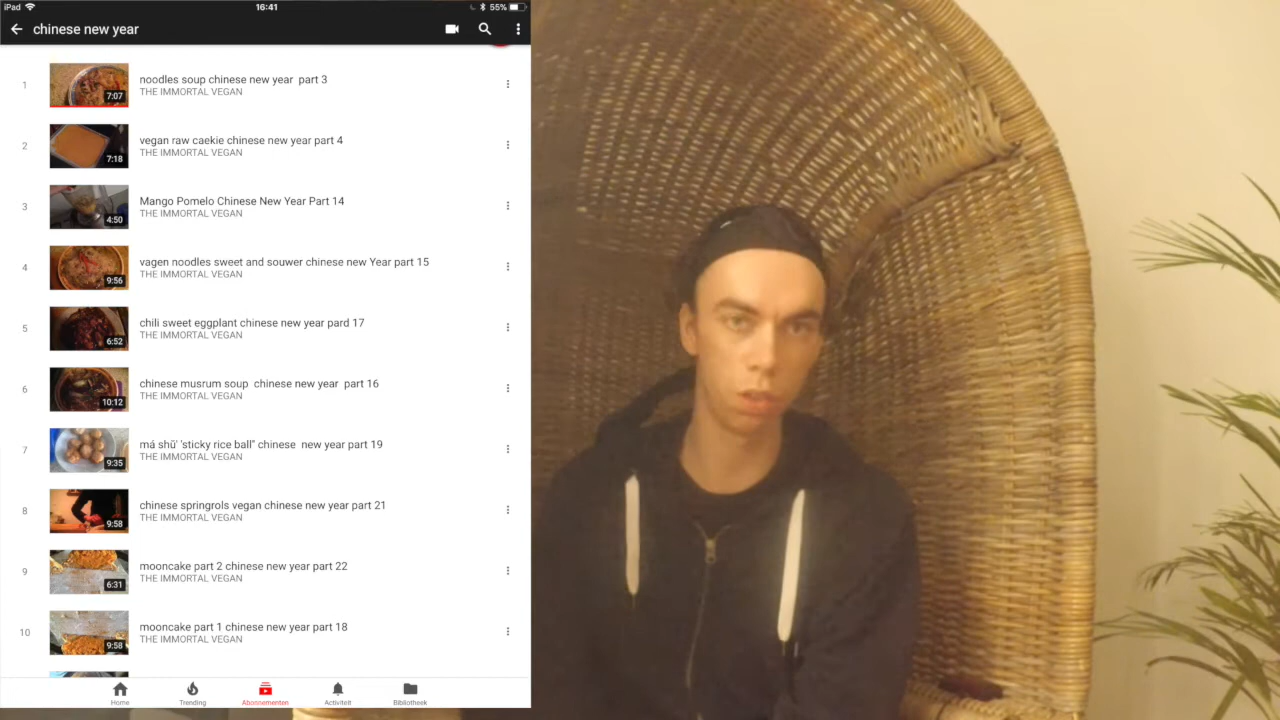 iPad 16:41 55%
chinese new year
1 noodles soup chinese new year part 3
7:07 THE IMMORTAL VEGAN
2 vegan raw caekie chinese new year part 4
7:18 THE IMMORTAL VEGAN
3 Mango Pomelo Chinese New Year Part 14
4:50 THE IMMORTAL VEGAN
4 vagen noodles sweet and souwer chinese new Year part 15
9:56 THE IMMORTAL VEGAN
5 chili sweet eggplant chinese new year pard 17
6:52 THE IMMORTAL VEGAN
6 chinese musrum soup chinese new year part 16
10:12 THE IMMORTAL VEGAN
7 má shŭ' 'sticky rice ball" chinese new year part 19
9:35 THE IMMORTAL VEGAN
8 chinese springrols vegan chinese new year part 21
9:58 THE IMMORTAL VEGAN
9 mooncake part 2 chinese new year part 22
6:31 THE IMMORTAL VEGAN
10 mooncake part 1 chinese new year part 18
9:58 THE IMMORTAL VEGAN
Home Trending Abonnementen Activiteit Bibliotheek